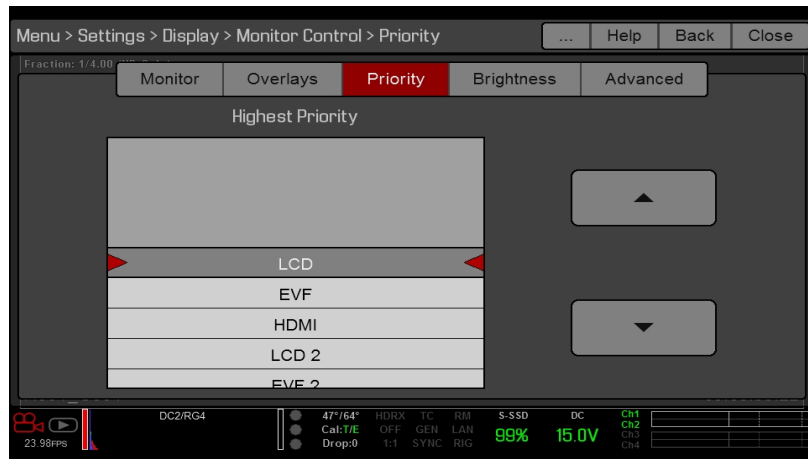 Menu > Settings > Display > Monitor Control > Priority ... Help Back Close
Fraction: 1/4.00
Monitor Overlays Priority Brightness Advanced
Highest Priority
LCD
EVF
HDMI
LCD 2
EVF 2
DC2/RG4 47°/64° HDRX TC RM S-SSD DC Ch1
Cal:T/E OFF GEN LAN 99% 15.0V Ch2
23.98FPS Drop:0 1:1 SYNC RIG Ch3
Ch4